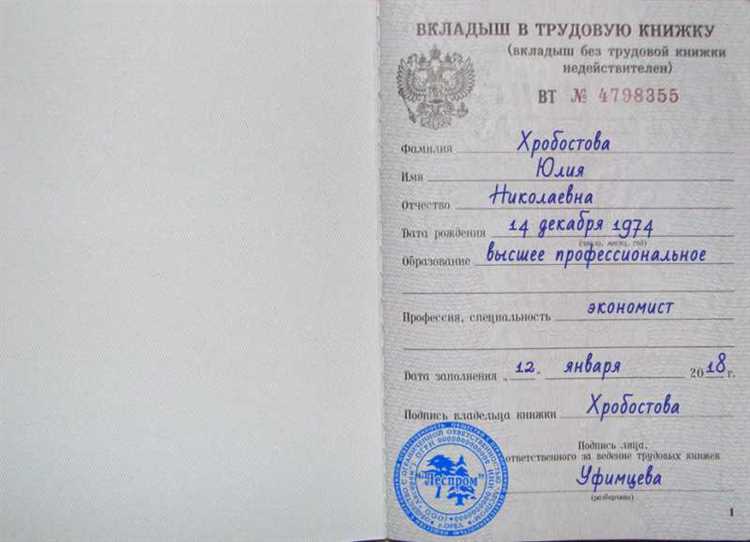 ВКЛАДЫШ В ТРУДОВУЮ КНИЖКУ
(вкладыш без трудовой книжки
недействителен)
ВТ № 4798355
Фамилия Хробостова
Имя Юлия
Отчество Николаевна
Дата рождения 14 декабря 1974
(число, месяц, год)
Образование высшее профессиональное
Профессия, специальность экономист
Дата заполнения „12. января 2018 г.
Подпись владельца книжки Хробостова
Подпись лица,
ответственного за ведение трудовых книжек
Уфимцева
(разборчиво)
"Леспром"
1